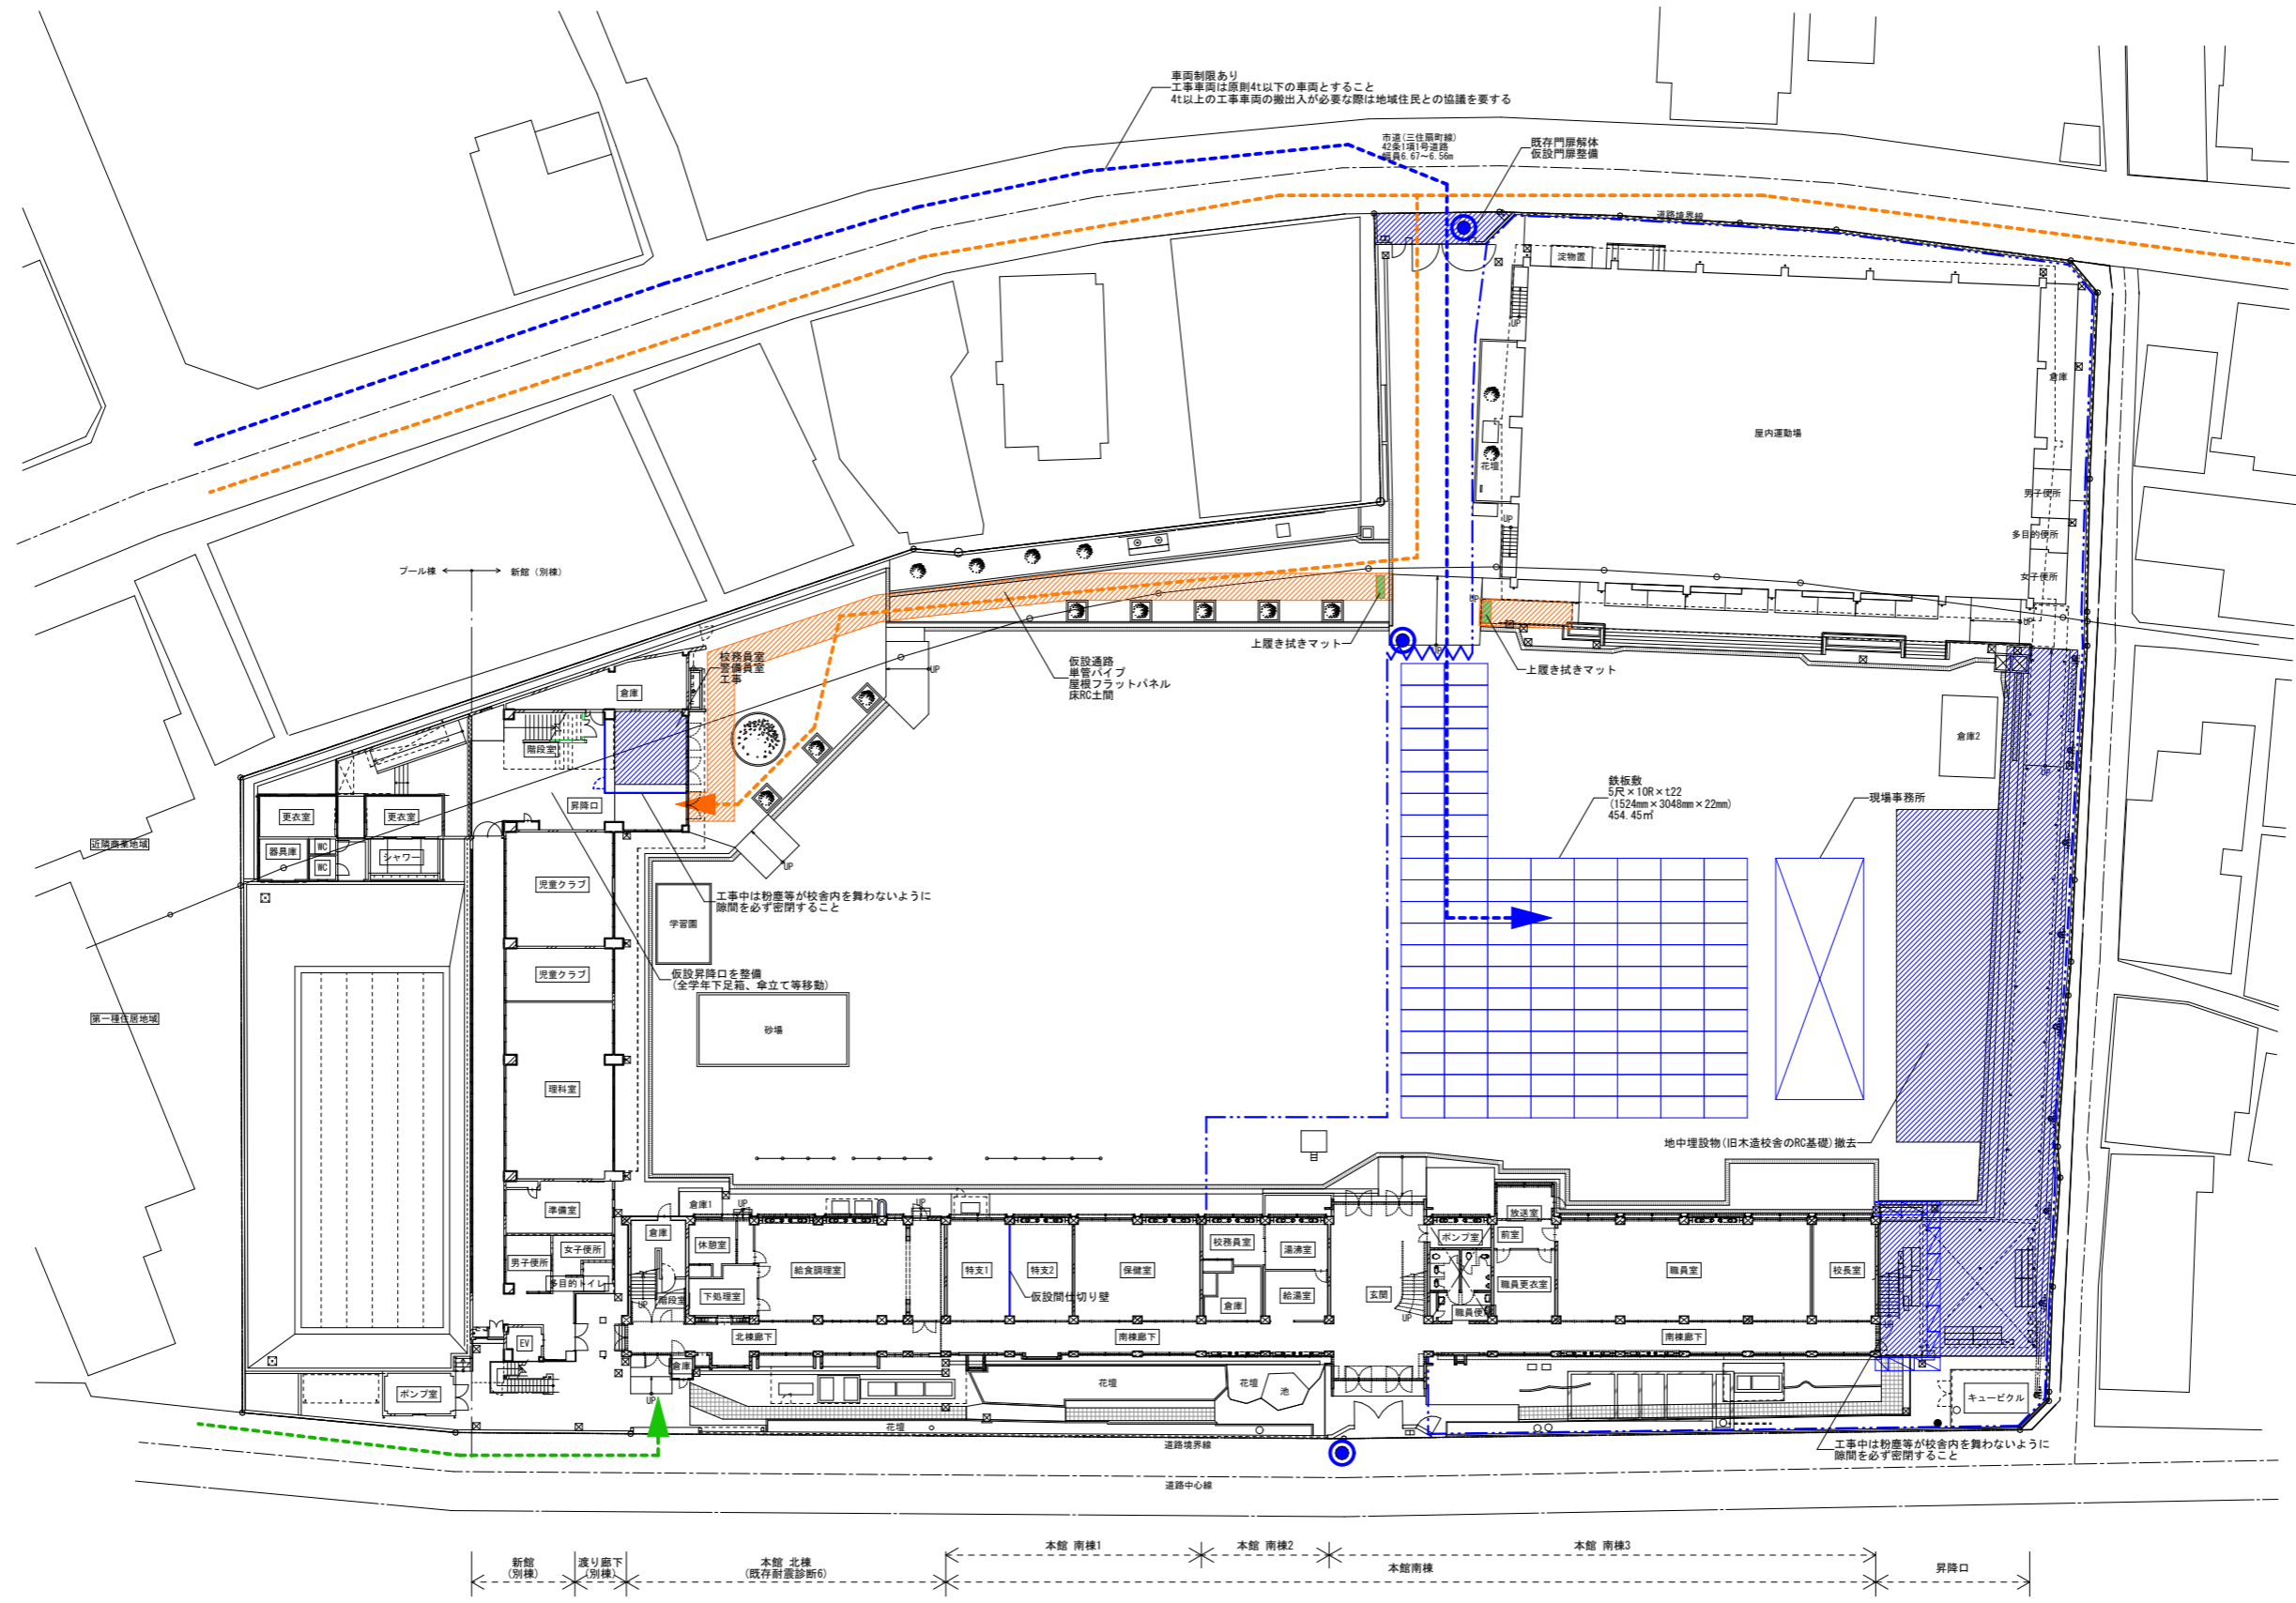 車両制限あり
工事車両は原則4t以下の車両とすること
4t以上の工事車両の搬出入が必要な際は地域住民との協議を要する
市道(三住扇町線)
42条1項1号道路
幅員6.67~6.56m
既存門扉解体
仮設門扉整備
道路境界線
淀物置
UP
倉庫
屋内運動場
花壇
男子便所
UP
多目的便所
女子便所
プール棟
新館(別棟)
UP
上履き拭きマット
UP
UP
上履き拭きマット
校務員室
警備員室
工事
仮設通路
単管パイプ
屋根フラットパネル
床RC土間
UP
倉庫
階段室
倉庫2
UP
鉄板敷
5尺×10R×t22
(1524mm×3048mm×22mm)
454.45㎡
現場事務所
昇降口
更衣室
更衣室
近隣商業地域
器具庫
WC
WC
シャワー
UP
児童クラブ
工事中は粉塵等が校舎内を舞わないように
隙間を必ず密閉すること
学習園
児童クラブ
仮設昇降口を整備
(全学年下足箱、傘立て等移動)
第一種住居地域
砂場
理科室
地中埋設物(旧木造校舎のRC基礎)撤去
準備室
倉庫1
UP
UP
放送室
倉庫
休憩室
校務員室
湯沸室
ポンプ室
前室
男子便所
女子便所
多目的トイレ
給食調理室
特支1
特支2
保健室
職員室
校長室
下処理室
仮設間仕切り壁
倉庫
給湯室
玄関
職員更衣室
階段室
UP
UP
職員便
UP
EV
北棟廊下
南棟廊下
南棟廊下
倉庫
ポンプ室
UP
花壇
花壇
池
キュービクル
花壇
道路境界線
工事中は粉塵等が校舎内を舞わないように
隙間を必ず密閉すること
道路中心線
新館
(別棟)
渡り廊下
(別棟)
本館 北棟
(既存耐震診断6)
本館 南棟1
本館 南棟2
本館 南棟3
本館南棟
昇降口